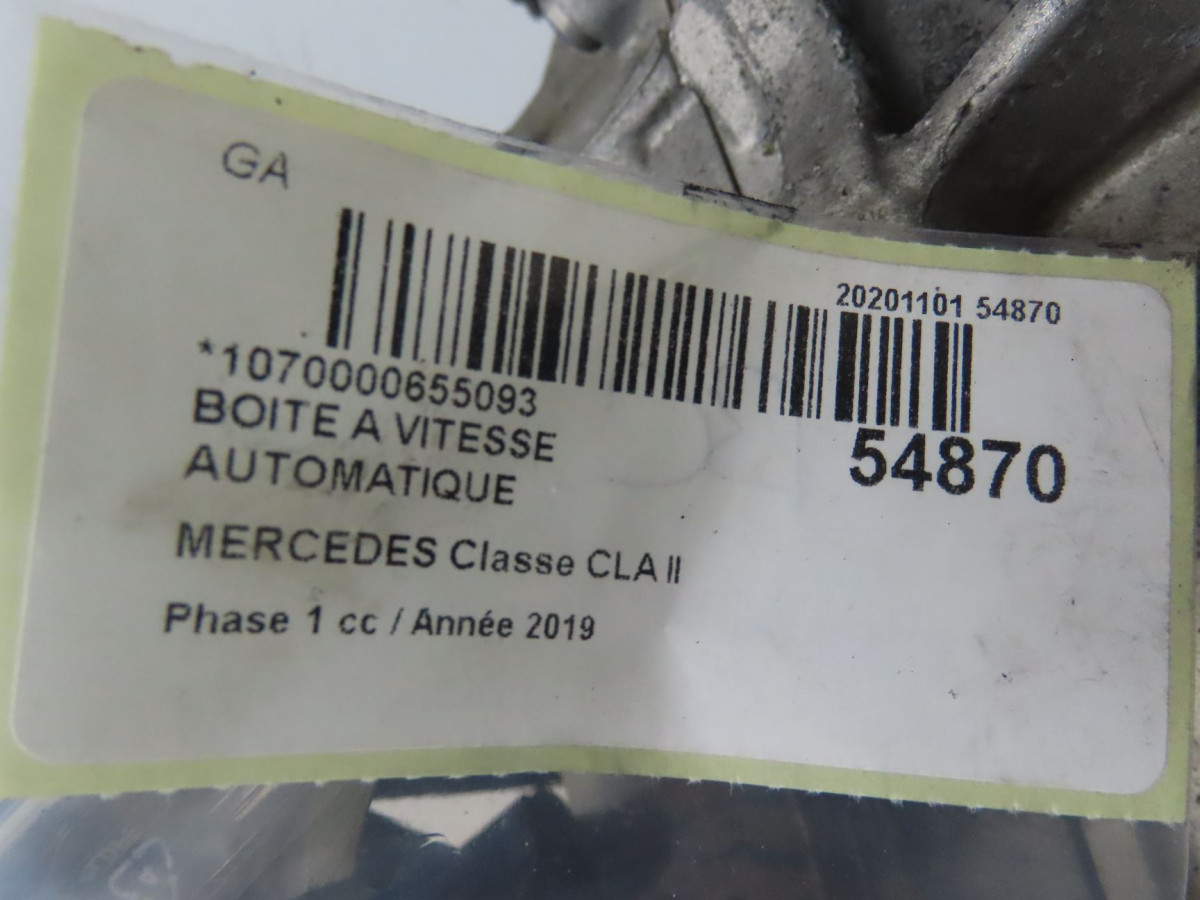 GA
20201101 54870
*1070000655093
BOITE A VITESSE
AUTOMATIQUE
54870
MERCEDES Classe CLA II
Phase 1 cc / Année 2019